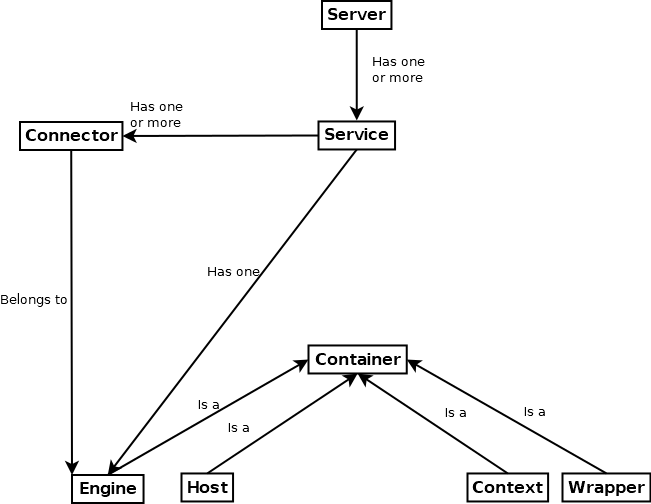 Server
Has one
or more
Has one
or more
Connector
Service
Has one
Belongs to
Container
Is a
Is a
Is a
Is a
Engine
Host
Context
Wrapper